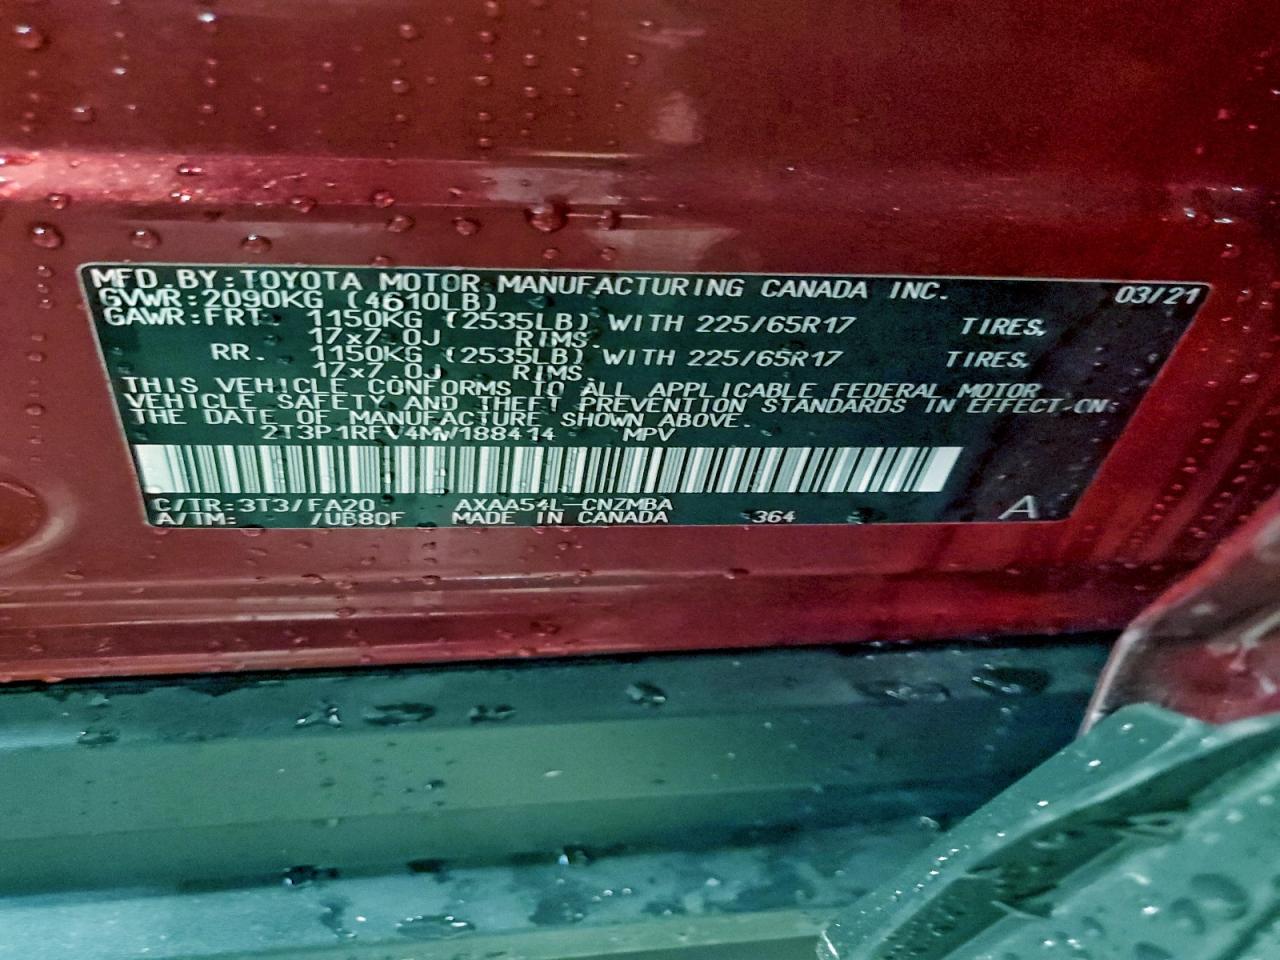 MFD.BY:TOYOTA MOTOR MANUFACTURING CANADA INC. 03/21
GVWR:2090KG (4610LB)
GAWR:FRT. 1150KG (2535LB) WITH 225/65R17 TIRES,
17x7.0J RIMS.
RR. 1150KG (2535LB) WITH 225/65R17 TIRES,
17x7.0J RIMS.
THIS VEHICLE CONFORMS TO ALL APPLICABLE FEDERAL MOTOR
VEHICLE SAFETY AND THEFT PREVENTION STANDARDS IN EFFECT ON
THE DATE OF MANUFACTURE SHOWN ABOVE.
2T3P1RFV4MW188414 MPV
C/TR:3T3/FA20 AXAA54L-CNZMBA
A/TM: /UB80F MADE IN CANADA 364 A